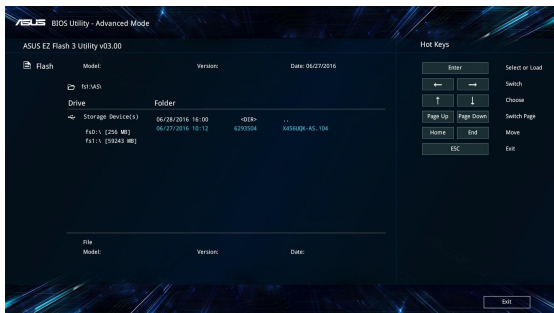 ASUS BIOS Utility - Advanced Mode
ASUS EZ Flash 3 Utility v03.00
Flash
Model: Version: Date: 06/27/2016
fs1:\AS\
Drive Folder
Storage Device(s)
fs0:\ [256 MB]
fs1:\ [59243 MB]
06/28/2016 16:00 <DIR> ..
06/27/2016 10:12 6293504 X456UQK-AS.104
File
Model: Version: Date:
Hot Keys
Enter Select or Load
← → Switch
↑ ↓ Choose
Page Up Page Down Switch Page
Home End Move
ESC Exit
Exit